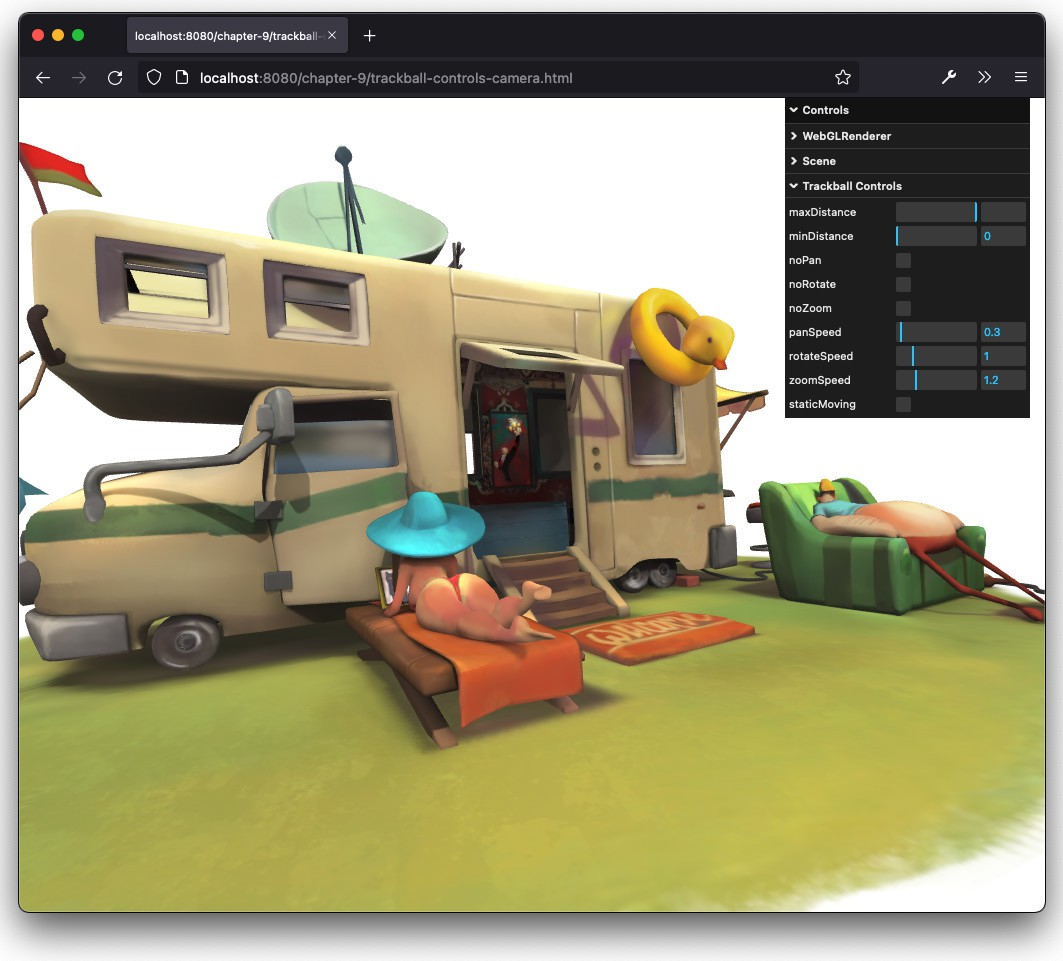 localhost:8080/chapter-9/trackball-
localhost:8080/chapter-9/trackball-controls-camera.html
Controls
WebGLRenderer
Scene
Trackball Controls
maxDistance
minDistance 0
noPan
noRotate
noZoom
panSpeed 0.3
rotateSpeed 1
zoomSpeed 1.2
staticMoving